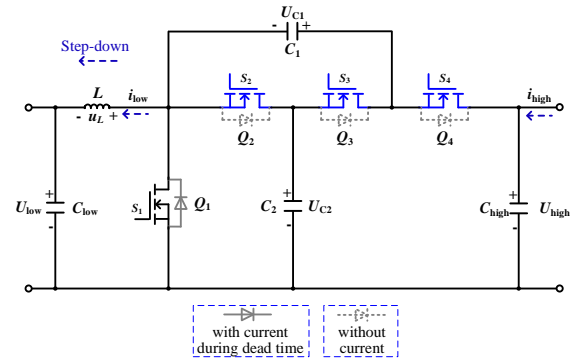 U_C1
- +
C_1
Step-down
L
i_low
S_2
S_3
S_4
i_high
- u_L +
Q_2
Q_3
Q_4
+
U_low
C_low
-
S_1
Q_1
+
C_2
U_C2
-
+
C_high
U_high
-
with current
during dead time
without
current